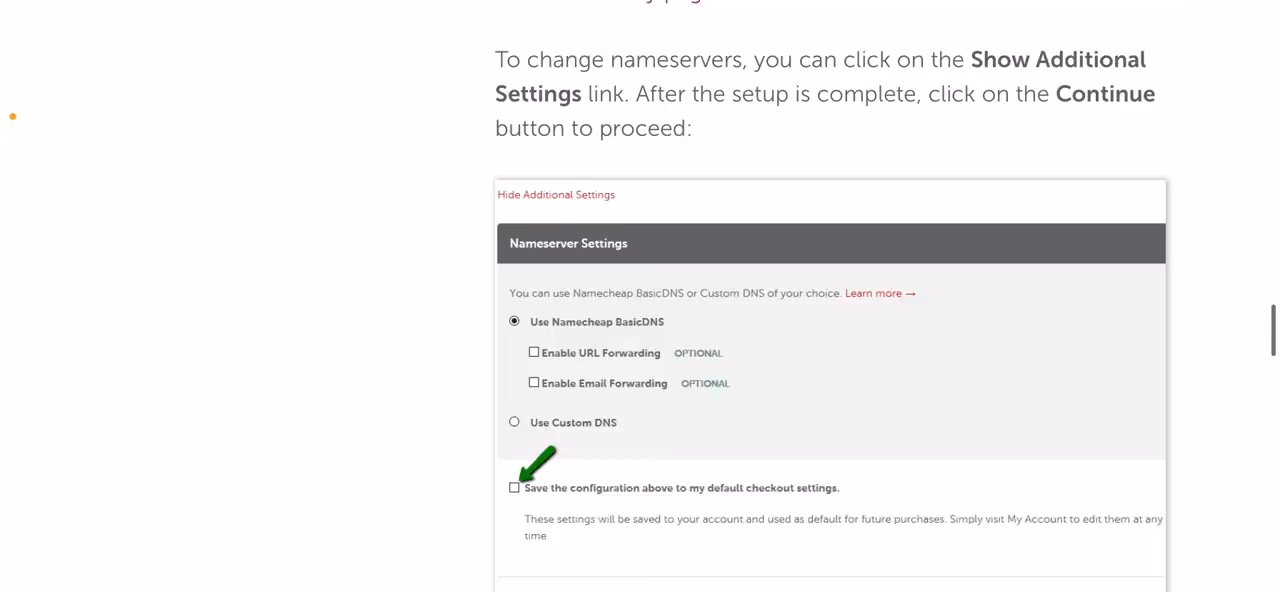 To change nameservers, you can click on the Show Additional
Settings link. After the setup is complete, click on the Continue
button to proceed:
Hide Additional Settings
Nameserver Settings
You can use Namecheap BasicDNS or Custom DNS of your choice. Learn more →
Use Namecheap BasicDNS
Enable URL Forwarding OPTIONAL
Enable Email Forwarding OPTIONAL
Use Custom DNS
Save the configuration above to my default checkout settings.
These settings will be saved to your account and used as default for future purchases. Simply visit My Account to edit them at any
time